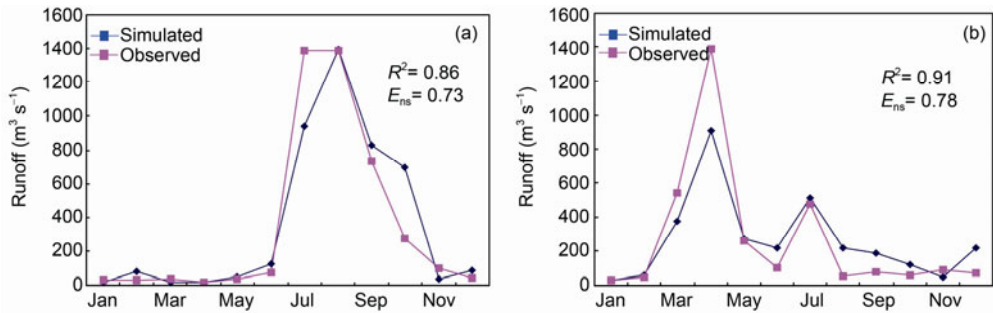 1600
1400
1200
1000
800
600
400
200
0
Runoff (m³ s⁻¹)
Simulated
Observed
(a)
R²= 0.86
Eₙₛ= 0.73
Jan Mar May Jul Sep Nov
1600
1400
1200
1000
800
600
400
200
0
Runoff (m³ s⁻¹)
Simulated
Observed
(b)
R²= 0.91
Eₙₛ= 0.78
Jan Mar May Jul Sep Nov